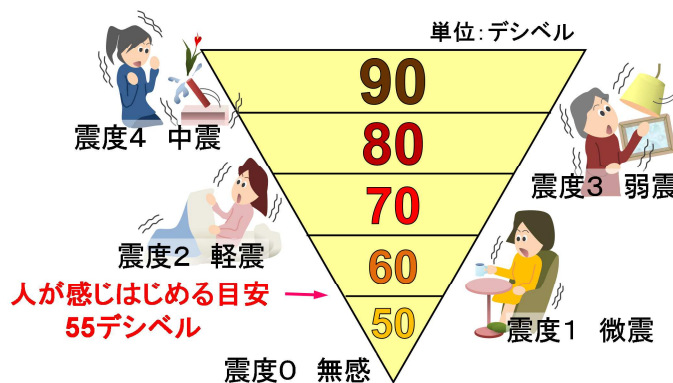 単位：デシベル
90
震度４　中震
80
震度３　弱震
70
震度２　軽震
60
人が感じはじめる目安
55デシベル
50
震度１　微震
震度０　無感